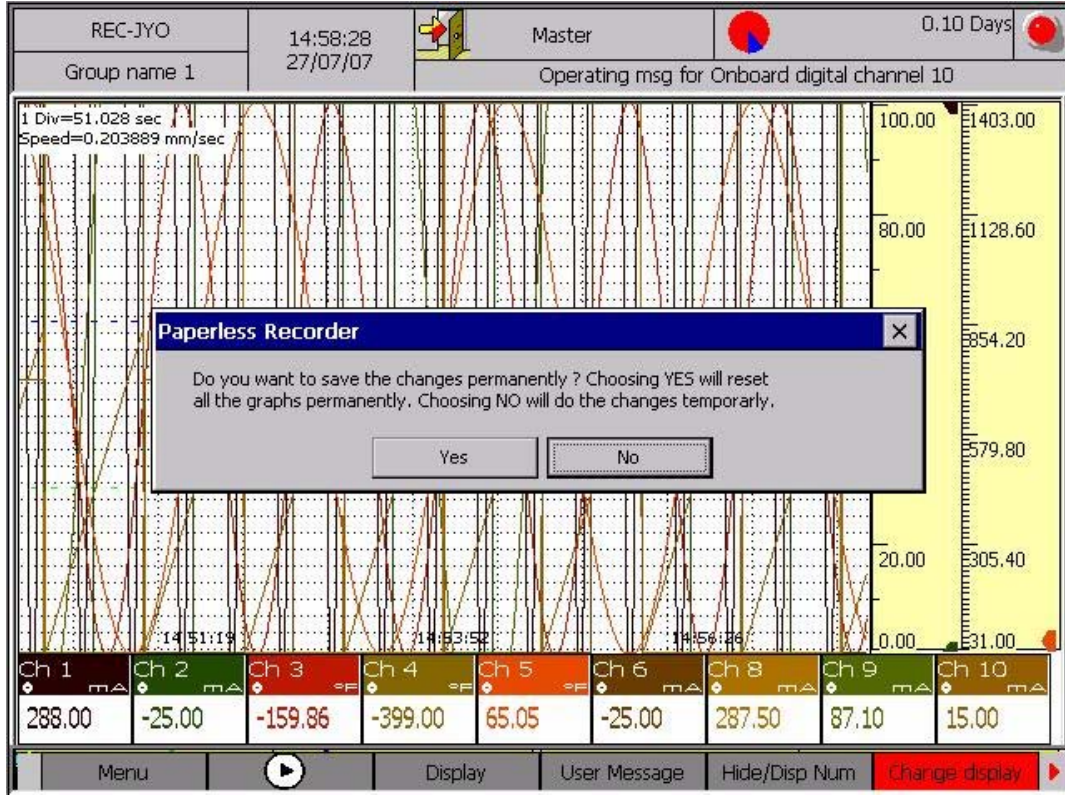 REC-JYO
14:58:28
27/07/07
Master
0.10 Days
Group name 1
Operating msg for Onboard digital channel 10
1 Div=51.028 sec
Speed=0.203889 mm/sec
100.00
1403.00
80.00
1128.60
854.20
579.80
20.00
305.40
0.00
31.00
Paperless Recorder
Do you want to save the changes permanently ? Choosing YES will reset
all the graphs permanently. Choosing NO will do the changes temporarly.
Yes
No
14:51:19
14:53:52
14:56:26
Ch 1
mA
288.00
Ch 2
mA
-25.00
Ch 3
°F
-159.86
Ch 4
°F
-399.00
Ch 5
°F
65.05
Ch 6
mA
-25.00
Ch 8
mA
287.50
Ch 9
mA
87.10
Ch 10
mA
15.00
Menu
Display
User Message
Hide/Disp Num
Change display